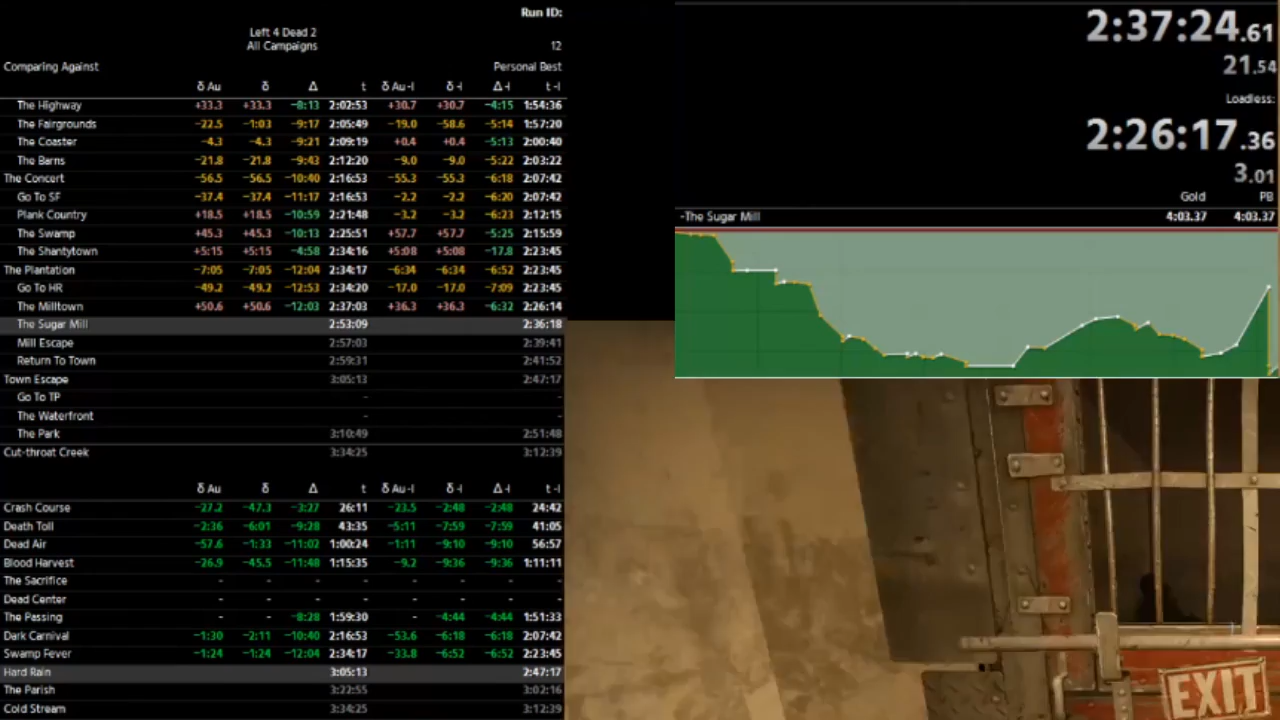 Run ID:
Left 4 Dead 2
All Campaigns
12
Comparing Against Personal Best
δ Au δ Δ t δ Au -l δ -l Δ -l t -l
The Highway +33.3 +33.3 −8:13 2:02:53 +30.7 +30.7 −4:15 1:54:36
The Fairgrounds −22.5 −1:03 −9:17 2:05:49 −19.0 −58.6 −5:14 1:57:20
The Coaster −4.3 −4.3 −9:21 2:09:19 +0.4 +0.4 −5:13 2:00:40
The Barns −21.8 −21.8 −9:43 2:12:20 −9.0 −9.0 −5:22 2:03:22
The Concert −56.5 −56.5 −10:40 2:16:53 −55.3 −55.3 −6:18 2:07:42
Go To SF −37.4 −37.4 −11:17 2:16:53 −2.2 −2.2 −6:20 2:07:42
Plank Country +18.5 +18.5 −10:59 2:21:48 −3.2 −3.2 −6:23 2:12:15
The Swamp +45.3 +45.3 −10:13 2:25:51 +57.7 +57.7 −5:25 2:15:59
The Shantytown +5:15 +5:15 −4:58 2:34:16 +5:08 +5:08 −17.8 2:23:45
The Plantation −7:05 −7:05 −12:04 2:34:17 −6:34 −6:34 −6:52 2:23:45
Go To HR −49.2 −49.2 −12:53 2:34:20 −17.0 −17.0 −7:09 2:23:45
The Milltown +50.6 +50.6 −12:03 2:37:03 +36.3 +36.3 −6:32 2:26:14
The Sugar Mill 2:53:09 2:36:18
Mill Escape 2:57:03 2:39:41
Return To Town 2:59:31 2:41:52
Town Escape 3:05:13 2:47:17
Go To TP - -
The Waterfront - -
The Park 3:10:49 2:51:48
Cut-throat Creek 3:34:25 3:12:39
δ Au δ Δ t δ Au -l δ -l Δ -l t -l
Crash Course −27.2 −47.3 −3:27 26:11 −23.5 −2:48 −2:48 24:42
Death Toll −2:36 −6:01 −9:28 43:35 −5:11 −7:59 −7:59 41:05
Dead Air −57.6 −1:33 −11:02 1:00:24 −1:11 −9:10 −9:10 56:57
Blood Harvest −26.9 −45.5 −11:48 1:15:35 −9.2 −9:36 −9:36 1:11:11
The Sacrifice - - - - - - - -
Dead Center - - - - - - - -
The Passing - - −8:28 1:59:30 - −4:44 −4:44 1:51:33
Dark Carnival −1:30 −2:11 −10:40 2:16:53 −53.6 −6:18 −6:18 2:07:42
Swamp Fever −1:24 −1:24 −12:04 2:34:17 −33.8 −6:52 −6:52 2:23:45
Hard Rain 3:05:13 2:47:17
The Parish 3:22:55 3:02:16
Cold Stream 3:34:25 3:12:39
2:37:24.61
21.54
Loadless:
2:26:17.36
3.01
Gold PB
-The Sugar Mill 4:03.37 4:03.37
EXIT